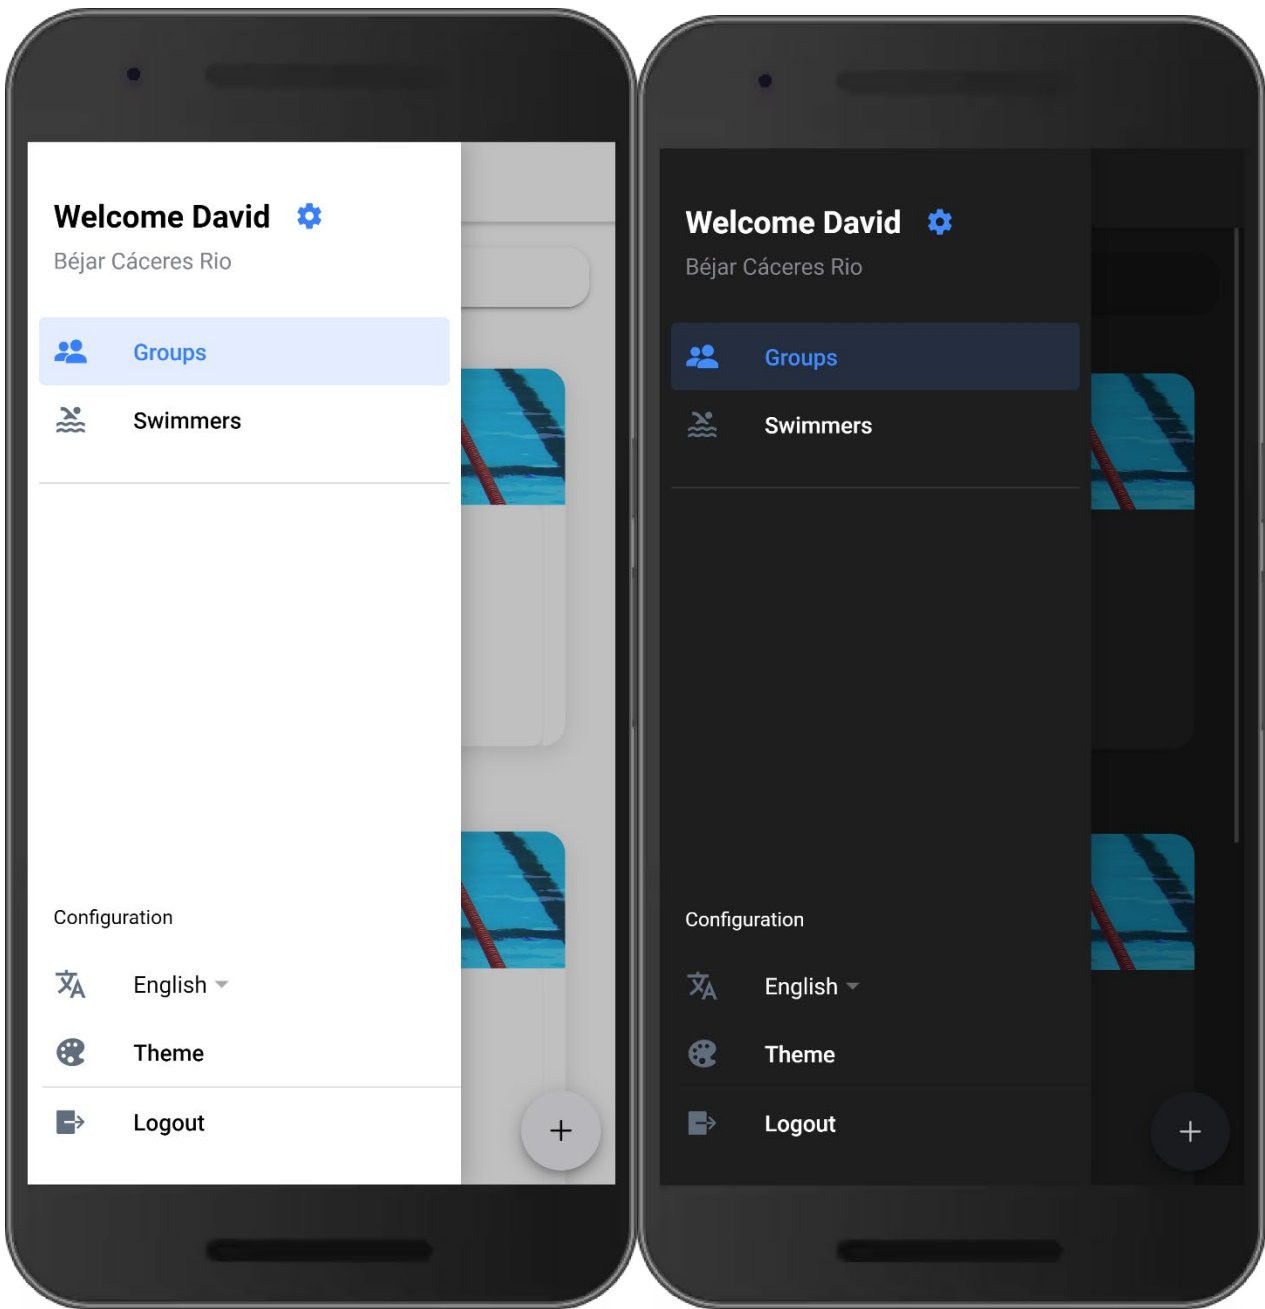 Welcome David
Béjar Cáceres Rio
Groups
Swimmers
Configuration
English
Theme
Logout
Welcome David
Béjar Cáceres Rio
Groups
Swimmers
Configuration
English
Theme
Logout